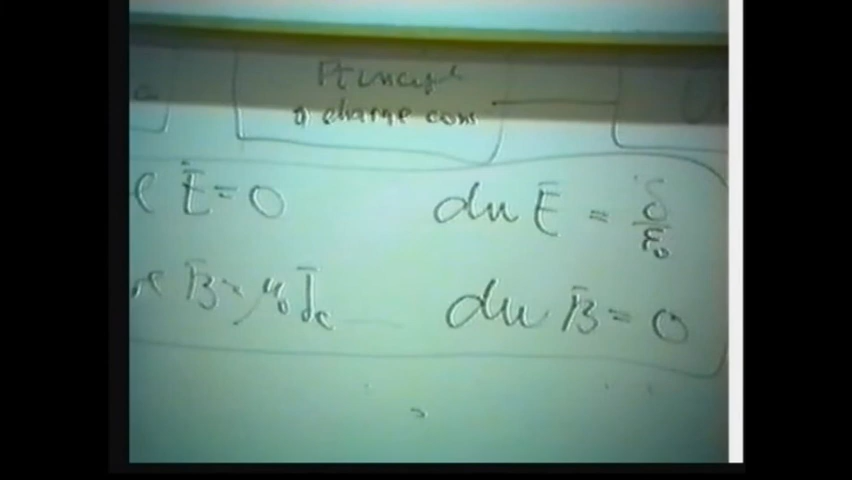 Principle
of charge cons
E̅ = 0 div E̅ = δ/ε₀
B̅ = μ₀ J̅c div B̅ = 0